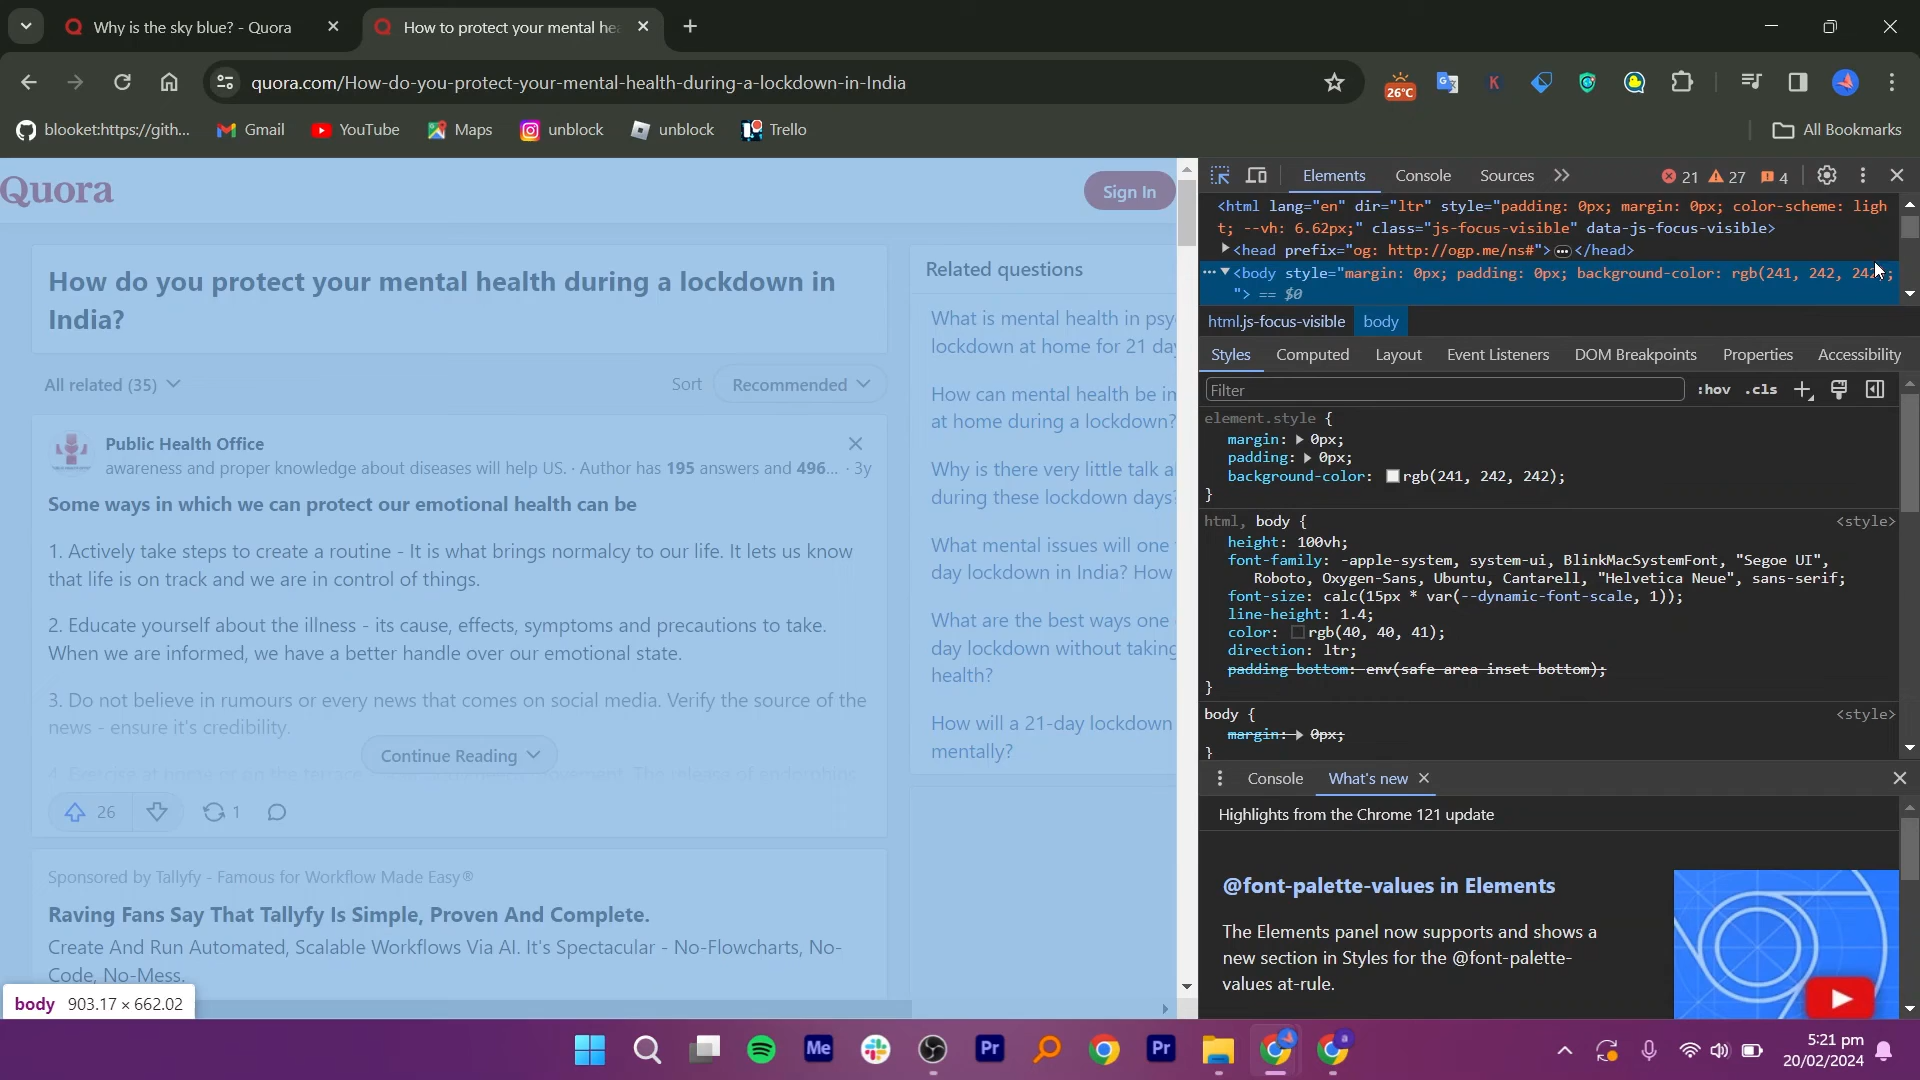 Why is the sky blue? - Quora
How to protect your mental hea
quora.com/How-do-you-protect-your-mental-health-during-a-lockdown-in-India
26°C
K
blooket:https://gith...
Gmail
YouTube
Maps
unblock
unblock
Trello
All Bookmarks
Quora
Sign In
How do you protect your mental health during a lockdown in
India?
All related (35)
Sort
Recommended
Public Health Office
awareness and proper knowledge about diseases will help US. · Author has 195 answers and 496... · 3y
Some ways in which we can protect our emotional health can be
1. Actively take steps to create a routine - It is what brings normalcy to our life. It lets us know
that life is on track and we are in control of things.
2. Educate yourself about the illness - its cause, effects, symptoms and precautions to take.
When we are informed, we have a better handle over our emotional state.
3. Do not believe in rumours or every news that comes on social media. Verify the source of the
news - ensure it's credibility.
Continue Reading
26
1
Sponsored by Tallyfy - Famous for Workflow Made Easy®
Raving Fans Say That Tallyfy Is Simple, Proven And Complete.
Create And Run Automated, Scalable Workflows Via AI. It's Spectacular - No-Flowcharts, No-
Code, No-Mess.
body 903.17 × 662.02
Related questions
What is mental health in psy
lockdown at home for 21 day
How can mental health be in
at home during a lockdown?
Why is there very little talk a
during these lockdown days?
What mental issues will one
day lockdown in India? How
What are the best ways one
day lockdown without taking
health?
How will a 21-day lockdown
mentally?
Elements
Console
Sources
21
27
4
<html lang="en" dir="ltr" style="padding: 0px; margin: 0px; color-scheme: ligh
t; --vh: 6.62px;" class="js-focus-visible" data-js-focus-visible>
<head prefix="og: http://ogp.me/ns#"> … </head>
… <body style="margin: 0px; padding: 0px; background-color: rgb(241, 242, 242);
"> == $0
html.js-focus-visible
body
Styles
Computed
Layout
Event Listeners
DOM Breakpoints
Properties
Accessibility
Filter
:hov
.cls
element.style {
margin: 0px;
padding: 0px;
background-color: rgb(241, 242, 242);
}
html, body {
<style>
height: 100vh;
font-family: -apple-system, system-ui, BlinkMacSystemFont, "Segoe UI",
Roboto, Oxygen-Sans, Ubuntu, Cantarell, "Helvetica Neue", sans-serif;
font-size: calc(15px * var(--dynamic-font-scale, 1));
line-height: 1.4;
color: rgb(40, 40, 41);
direction: ltr;
padding-bottom: env(safe-area-inset-bottom);
}
body {
<style>
margin: 0px;
}
Console
What's new
Highlights from the Chrome 121 update
@font-palette-values in Elements
The Elements panel now supports and shows a
new section in Styles for the @font-palette-
values at-rule.
Me
Pr
Pr
a
5:21 pm
20/02/2024